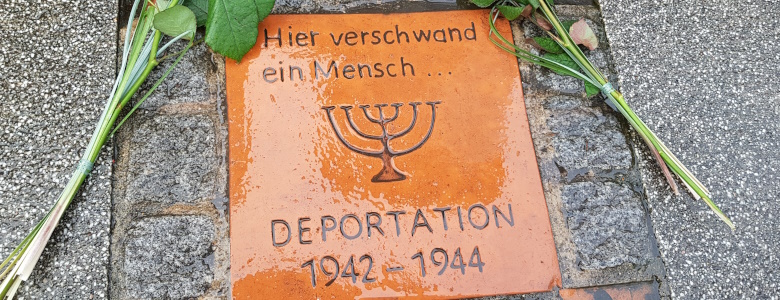 Hier verschwand
ein Mensch ...
DEPORTATION
1942 - 1944